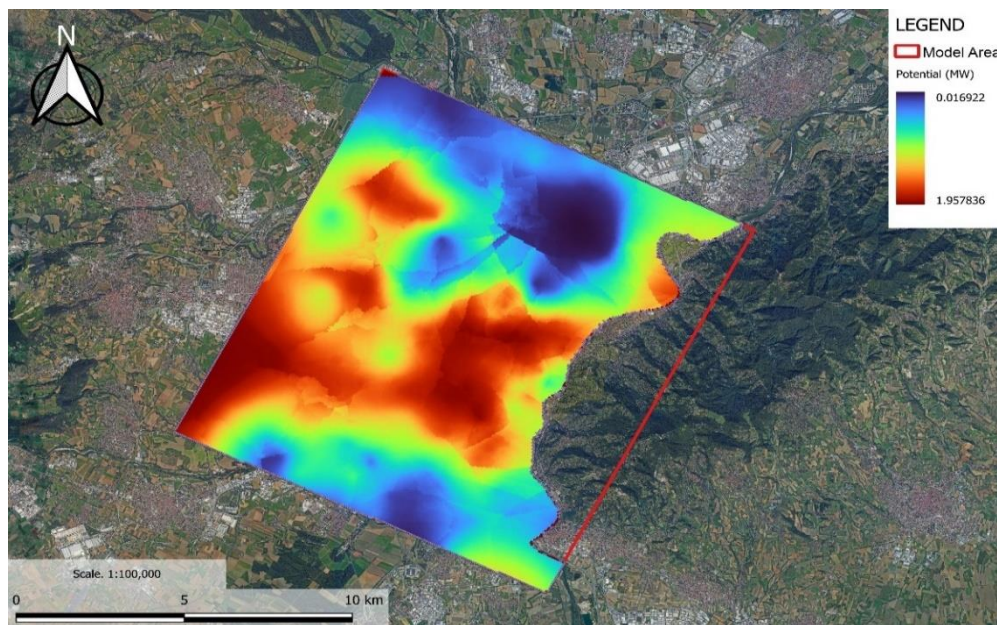 N
LEGEND
Model Area
Potential (MW)
0.016922
1.957836
Scale. 1:100,000
0 5 10 km